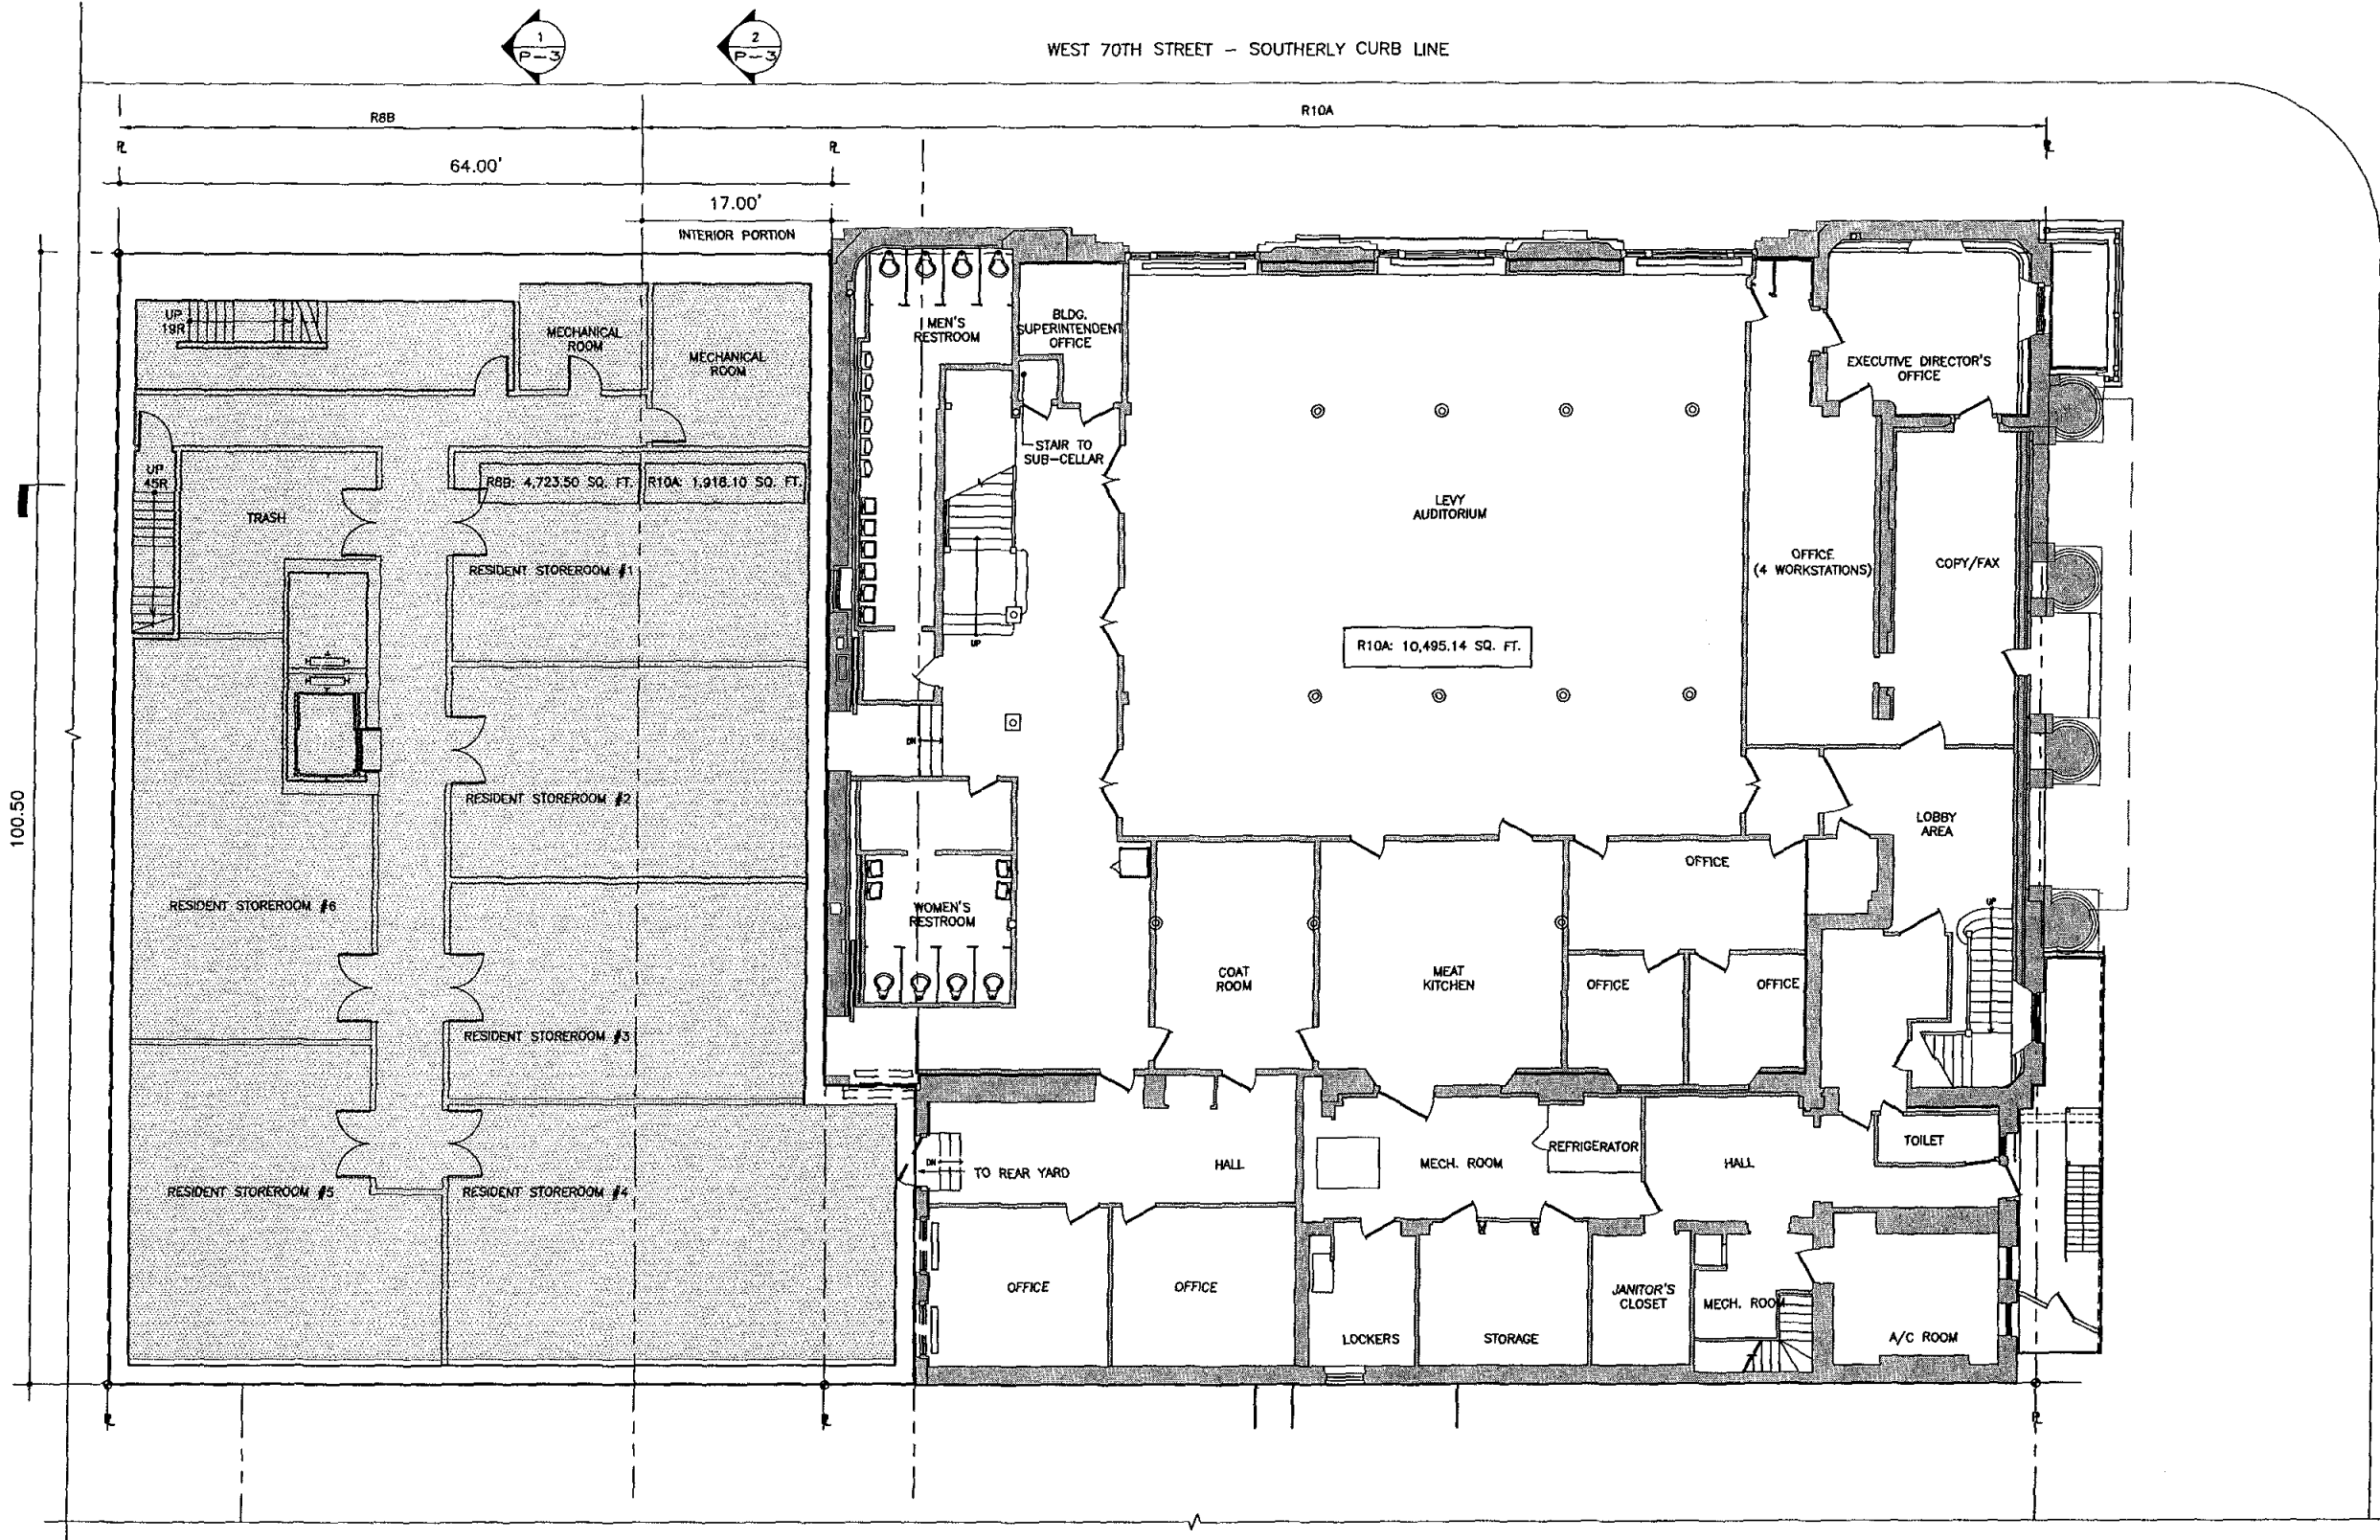 1
P-3
2
P-3
WEST 70TH STREET - SOUTHERLY CURB LINE
R8B
R10A
64.00'
17.00'
INTERIOR PORTION
UP
19R
MECHANICAL
ROOM
MECHANICAL
ROOM
MEN'S
RESTROOM
BLDG.
SUPERINTENDENT
OFFICE
EXECUTIVE DIRECTOR'S
OFFICE
STAIR TO
SUB-CELLAR
UP
45R
R8B: 4,723.50 SQ. FT.
R10A: 1,918.10 SQ. FT.
TRASH
LEVY
AUDITORIUM
RESIDENT STOREROOM #1
OFFICE
(4 WORKSTATIONS)
COPY/FAX
UP
R10A: 10,495.14 SQ. FT.
DN
RESIDENT STOREROOM #2
100.50
LOBBY
AREA
OFFICE
RESIDENT STOREROOM #6
WOMEN'S
RESTROOM
UP
COAT
ROOM
MEAT
KITCHEN
OFFICE
OFFICE
RESIDENT STOREROOM #3
DN
TO REAR YARD
HALL
MECH. ROOM
REFRIGERATOR
HALL
TOILET
RESIDENT STOREROOM #5
RESIDENT STOREROOM #4
OFFICE
OFFICE
LOCKERS
STORAGE
JANITOR'S
CLOSET
MECH. ROOM
A/C ROOM